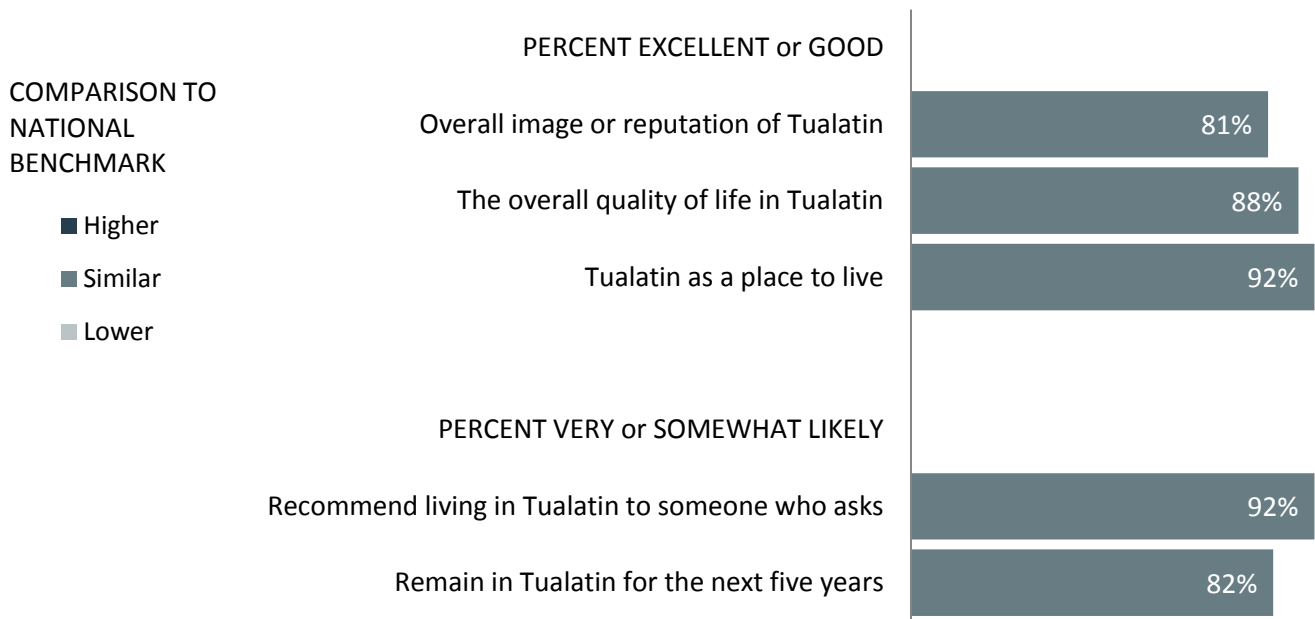 PERCENT EXCELLENT or GOOD
COMPARISON TO
NATIONAL
BENCHMARK
Higher
Similar
Lower
Overall image or reputation of Tualatin 81%
The overall quality of life in Tualatin 88%
Tualatin as a place to live 92%
PERCENT VERY or SOMEWHAT LIKELY
Recommend living in Tualatin to someone who asks 92%
Remain in Tualatin for the next five years 82%